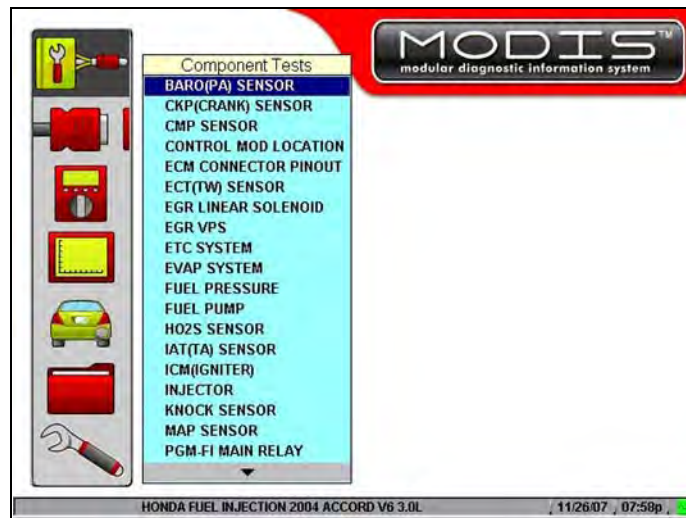 MODIS™
modular diagnostic information system
Component Tests
BARO(PA) SENSOR
CKP(CRANK) SENSOR
CMP SENSOR
CONTROL MOD LOCATION
ECM CONNECTOR PINOUT
ECT(TW) SENSOR
EGR LINEAR SOLENOID
EGR VPS
ETC SYSTEM
EVAP SYSTEM
FUEL PRESSURE
FUEL PUMP
HO2S SENSOR
IAT(TA) SENSOR
ICM(IGNITER)
INJECTOR
KNOCK SENSOR
MAP SENSOR
PGM-FI MAIN RELAY
HONDA FUEL INJECTION 2004 ACCORD V6 3.0L , 11/26/07 , 07:58p ,